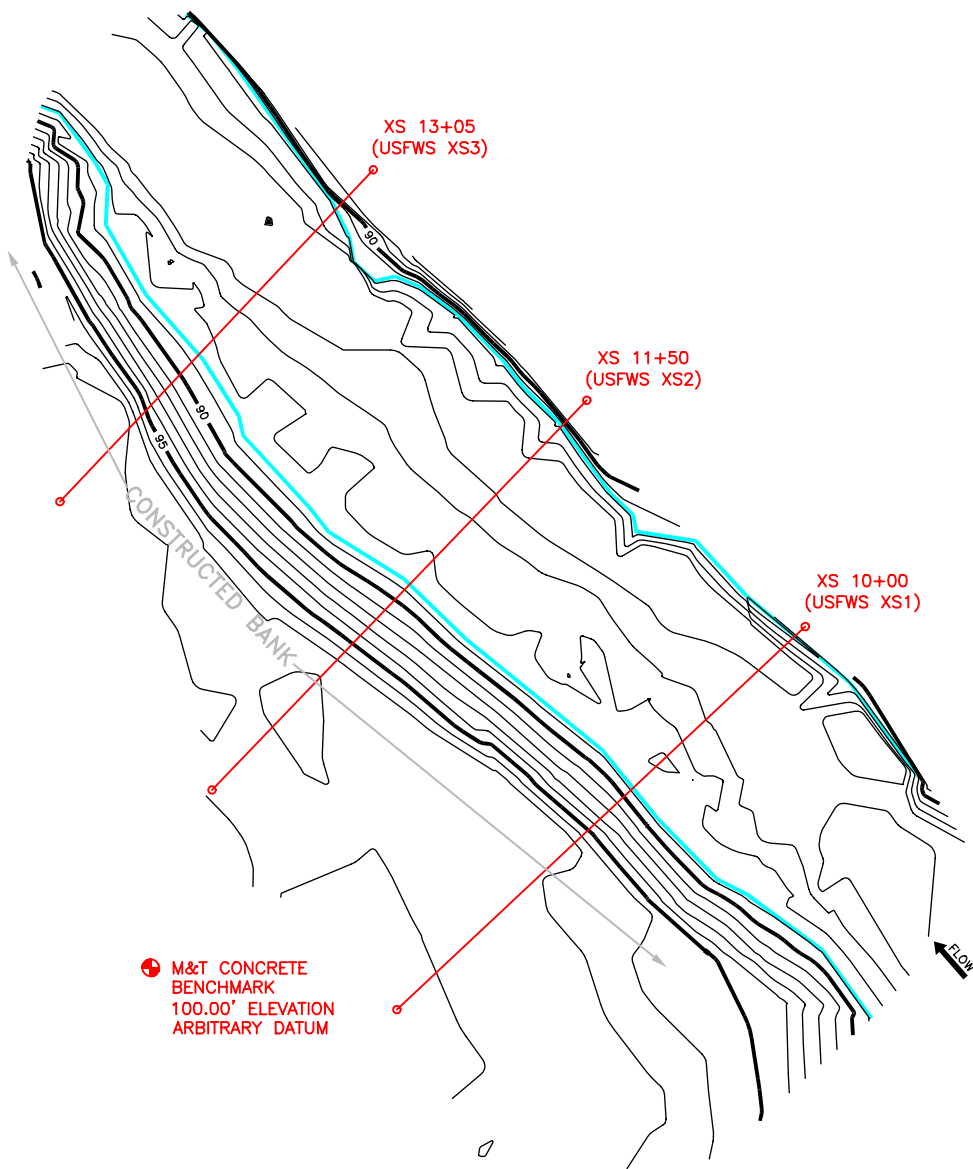 XS 13+05
(USFWS XS3)
90
XS 11+50
(USFWS XS2)
90
95
CONSTRUCTED BANK
XS 10+00
(USFWS XS1)
FLOW
M&T CONCRETE
BENCHMARK
100.00' ELEVATION
ARBITRARY DATUM